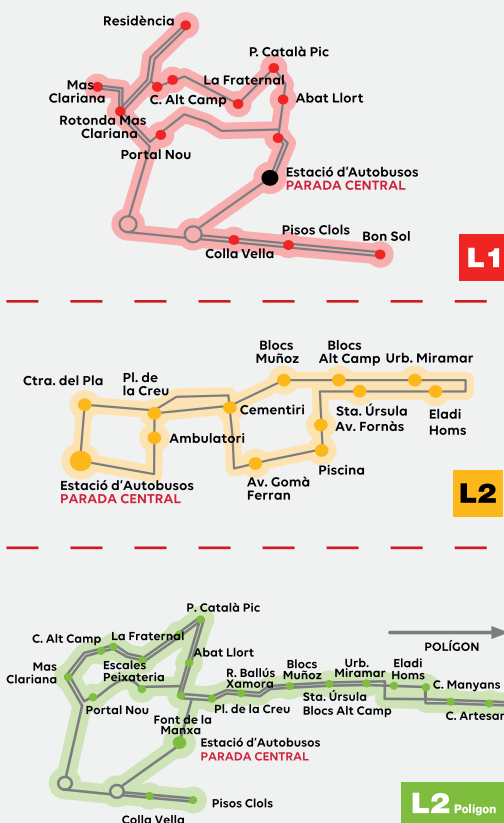 Residència
P. Català Pic
La Fraternal
Mas
Clariana
C. Alt Camp
Abat Llort
Rotonda Mas
Clariana
Portal Nou
Estació d'Autobusos
PARADA CENTRAL
Pisos Clols
Bon Sol
Colla Vella
L1
Blocs
Muñoz
Blocs
Alt Camp
Urb. Miramar
Ctra. del Pla
Pl. de
la Creu
Cementiri
Sta. Úrsula
Av. Fornàs
Eladi
Homs
Ambulatori
Piscina
Av. Gomà
Ferran
Estació d'Autobusos
PARADA CENTRAL
L2
P. Català Pic
C. Alt Camp
La Fraternal
POLÍGON
Abat Llort
Mas
Clariana
Escales
Peixateria
R. Ballús
Xamora
Blocs
Muñoz
Urb.
Miramar
Eladi
Homs
C. Manyans
Portal Nou
Pl. de la Creu
Sta. Úrsula
Blocs Alt Camp
C. Artesan
Font de la
Manxa
Estació d'Autobusos
PARADA CENTRAL
Pisos Clols
Colla Vella
L2 Polígon